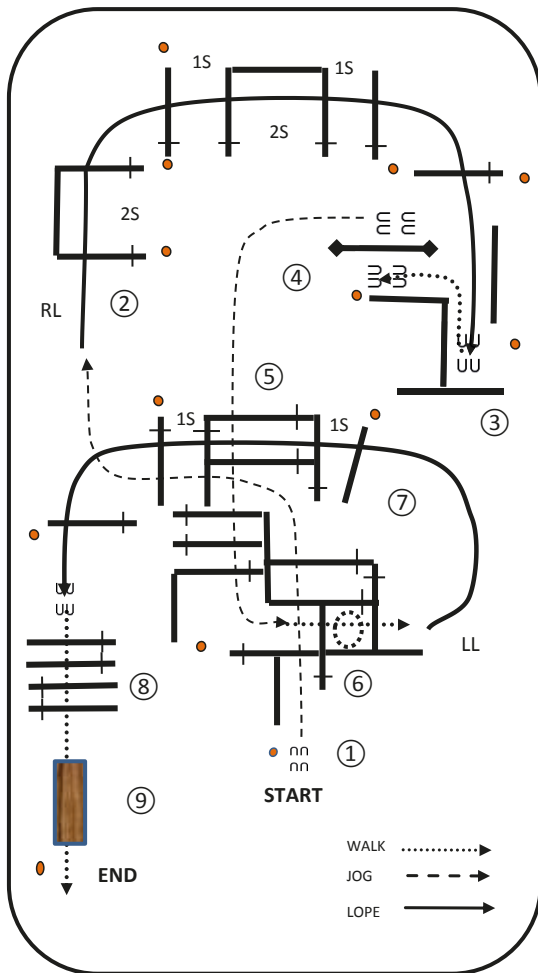 1S
1S
2S
2S
④
RL
②
⑤
③
1S
1S
⑦
LL
⑧
⑥
①
START
⑨
END
WALK
JOG
LOPE